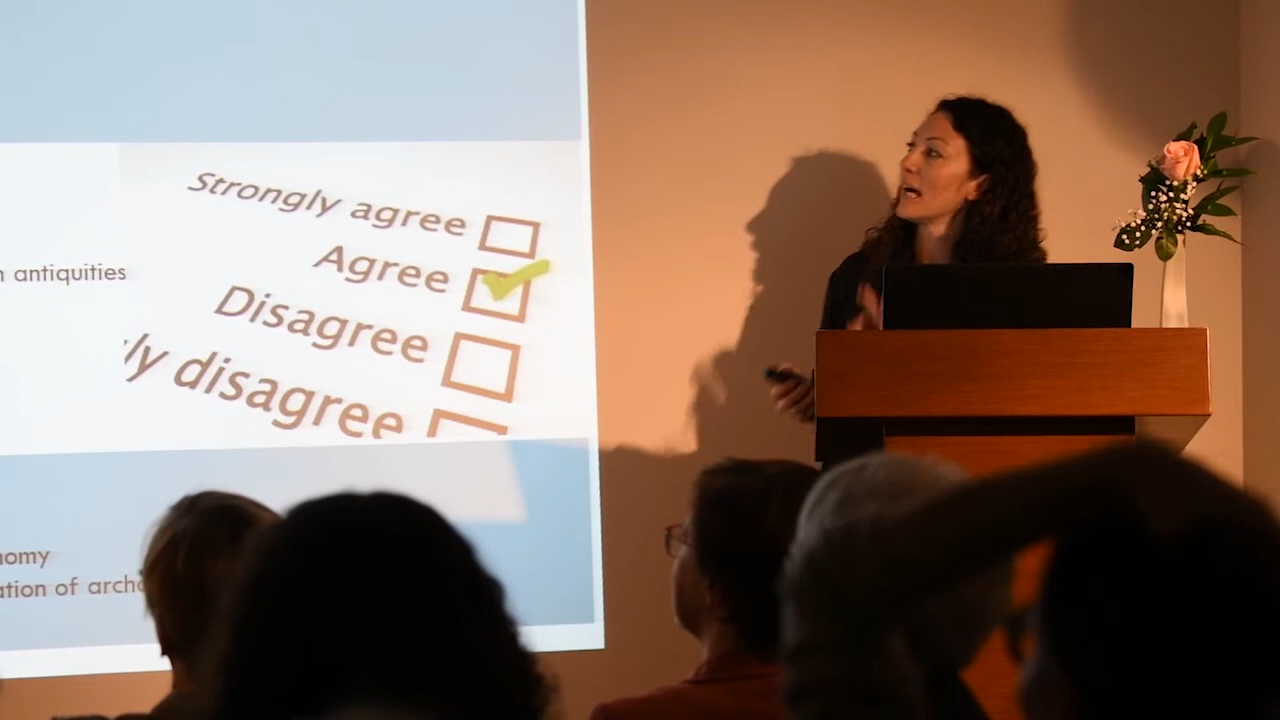 Strongly agree
Agree
antiquities
Disagree
ly disagree
nomy
ation of archa